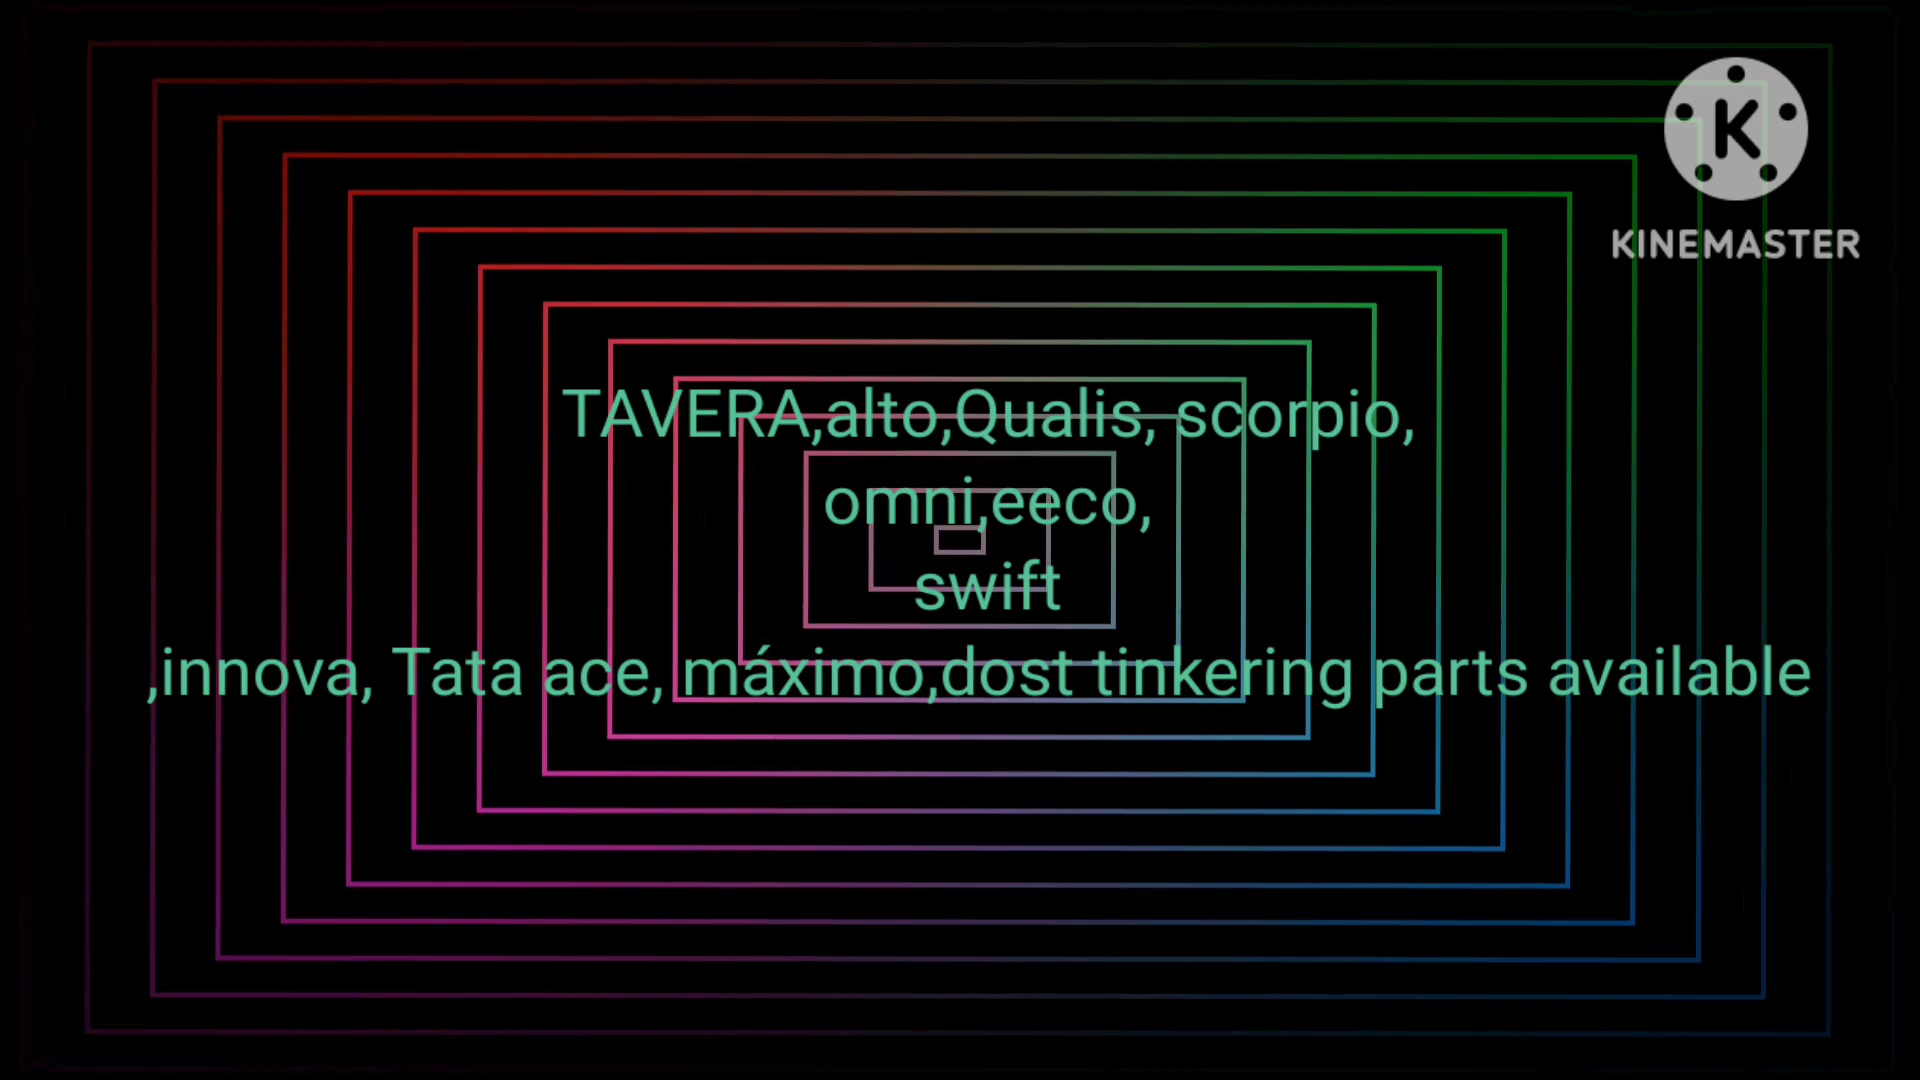 K
KINEMASTER
TAVERA,alto,Qualis, scorpio,
omni,eeco,
swift
,innova, Tata ace, máximo,dost tinkering parts available